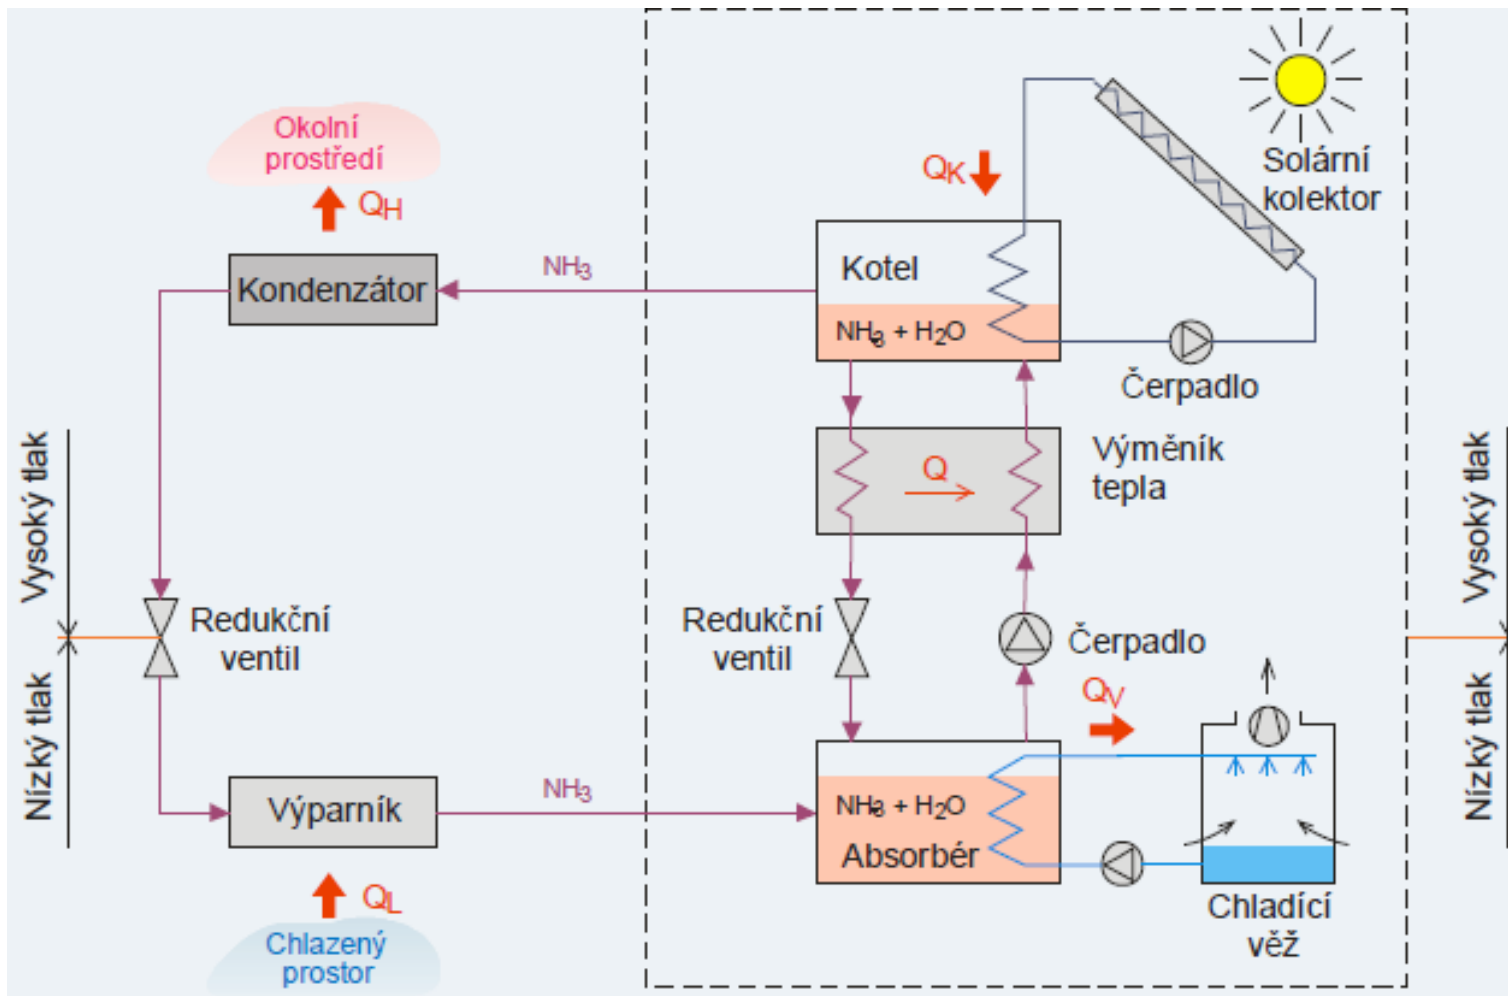 Okolní
prostředí
QH
Kondenzátor
NH3
QK
Solární
kolektor
Kotel
NH3 + H2O
Čerpadlo
Výměník
tepla
Q
Vysoký tlak
Nízký tlak
Redukční
ventil
Redukční
ventil
Čerpadlo
QV
Vysoký tlak
Nízký tlak
Výparník
NH3
NH3 + H2O
Absorbér
Chladící
věž
QL
Chlazený
prostor